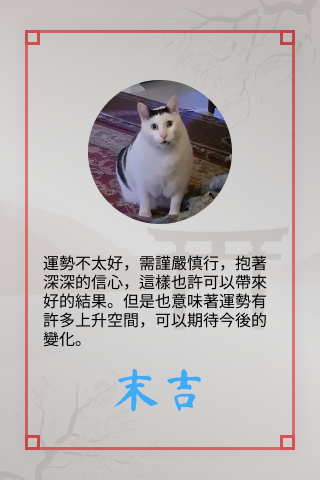 運勢不太好，需謹嚴慎行，抱著
深深的信心，這樣也許可以帶來
好的結果。但是也意味著運勢有
許多上升空間，可以期待今後的
變化。
末吉